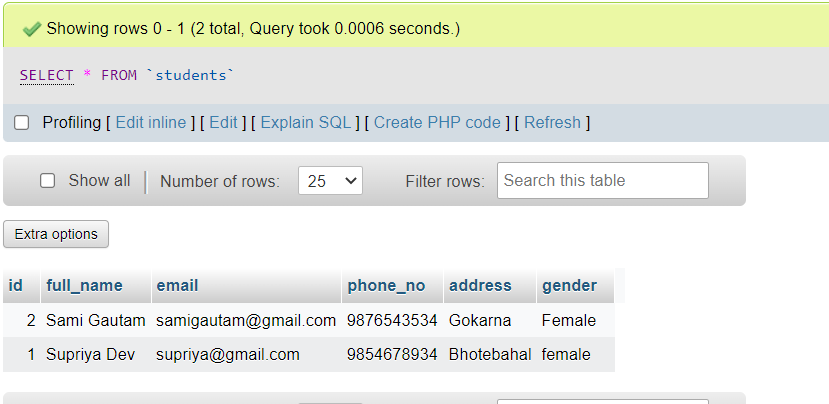 Showing rows 0 - 1 (2 total, Query took 0.0006 seconds.)
SELECT * FROM `students`
Profiling [ Edit inline ] [ Edit ] [ Explain SQL ] [ Create PHP code ] [ Refresh ]
Show all Number of rows: 25 Filter rows: Search this table
Extra options
id full_name email phone_no address gender
2 Sami Gautam samigautam@gmail.com 9876543534 Gokarna Female
1 Supriya Dev supriya@gmail.com 9854678934 Bhotebahal female